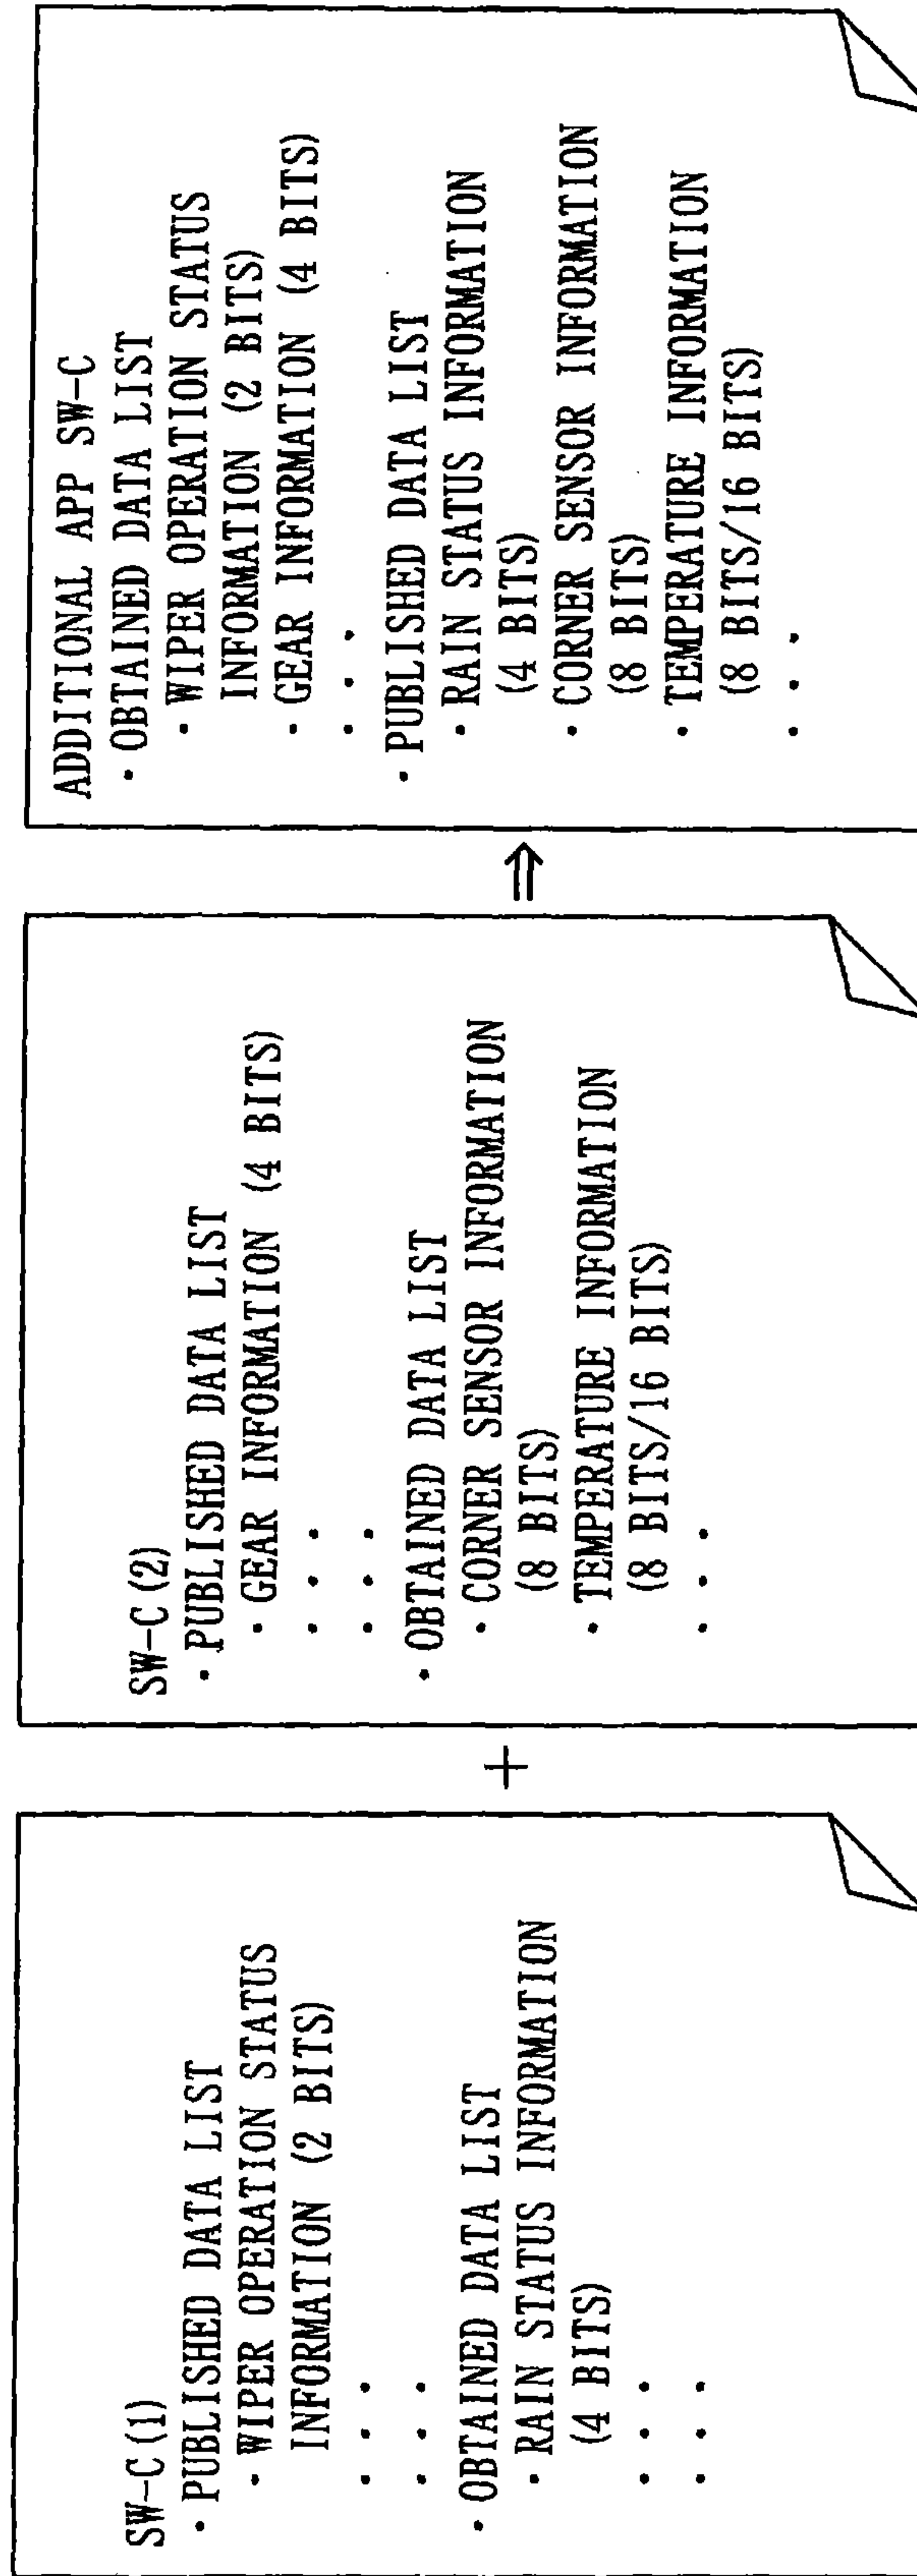 SW-C (1)
· PUBLISHED DATA LIST
· WIPER OPERATION STATUS
INFORMATION (2 BITS)
· · ·
· · ·
· OBTAINED DATA LIST
· RAIN STATUS INFORMATION
(4 BITS)
· · ·
· · ·
+
SW-C (2)
· PUBLISHED DATA LIST
· GEAR INFORMATION (4 BITS)
· · ·
· · ·
· OBTAINED DATA LIST
· CORNER SENSOR INFORMATION
(8 BITS)
· TEMPERATURE INFORMATION
(8 BITS/16 BITS)
· · ·
⇒
ADDITIONAL APP SW-C
· OBTAINED DATA LIST
· WIPER OPERATION STATUS
INFORMATION (2 BITS)
· GEAR INFORMATION (4 BITS)
· · ·
· PUBLISHED DATA LIST
· RAIN STATUS INFORMATION
(4 BITS)
· CORNER SENSOR INFORMATION
(8 BITS)
· TEMPERATURE INFORMATION
(8 BITS/16 BITS)
· · ·